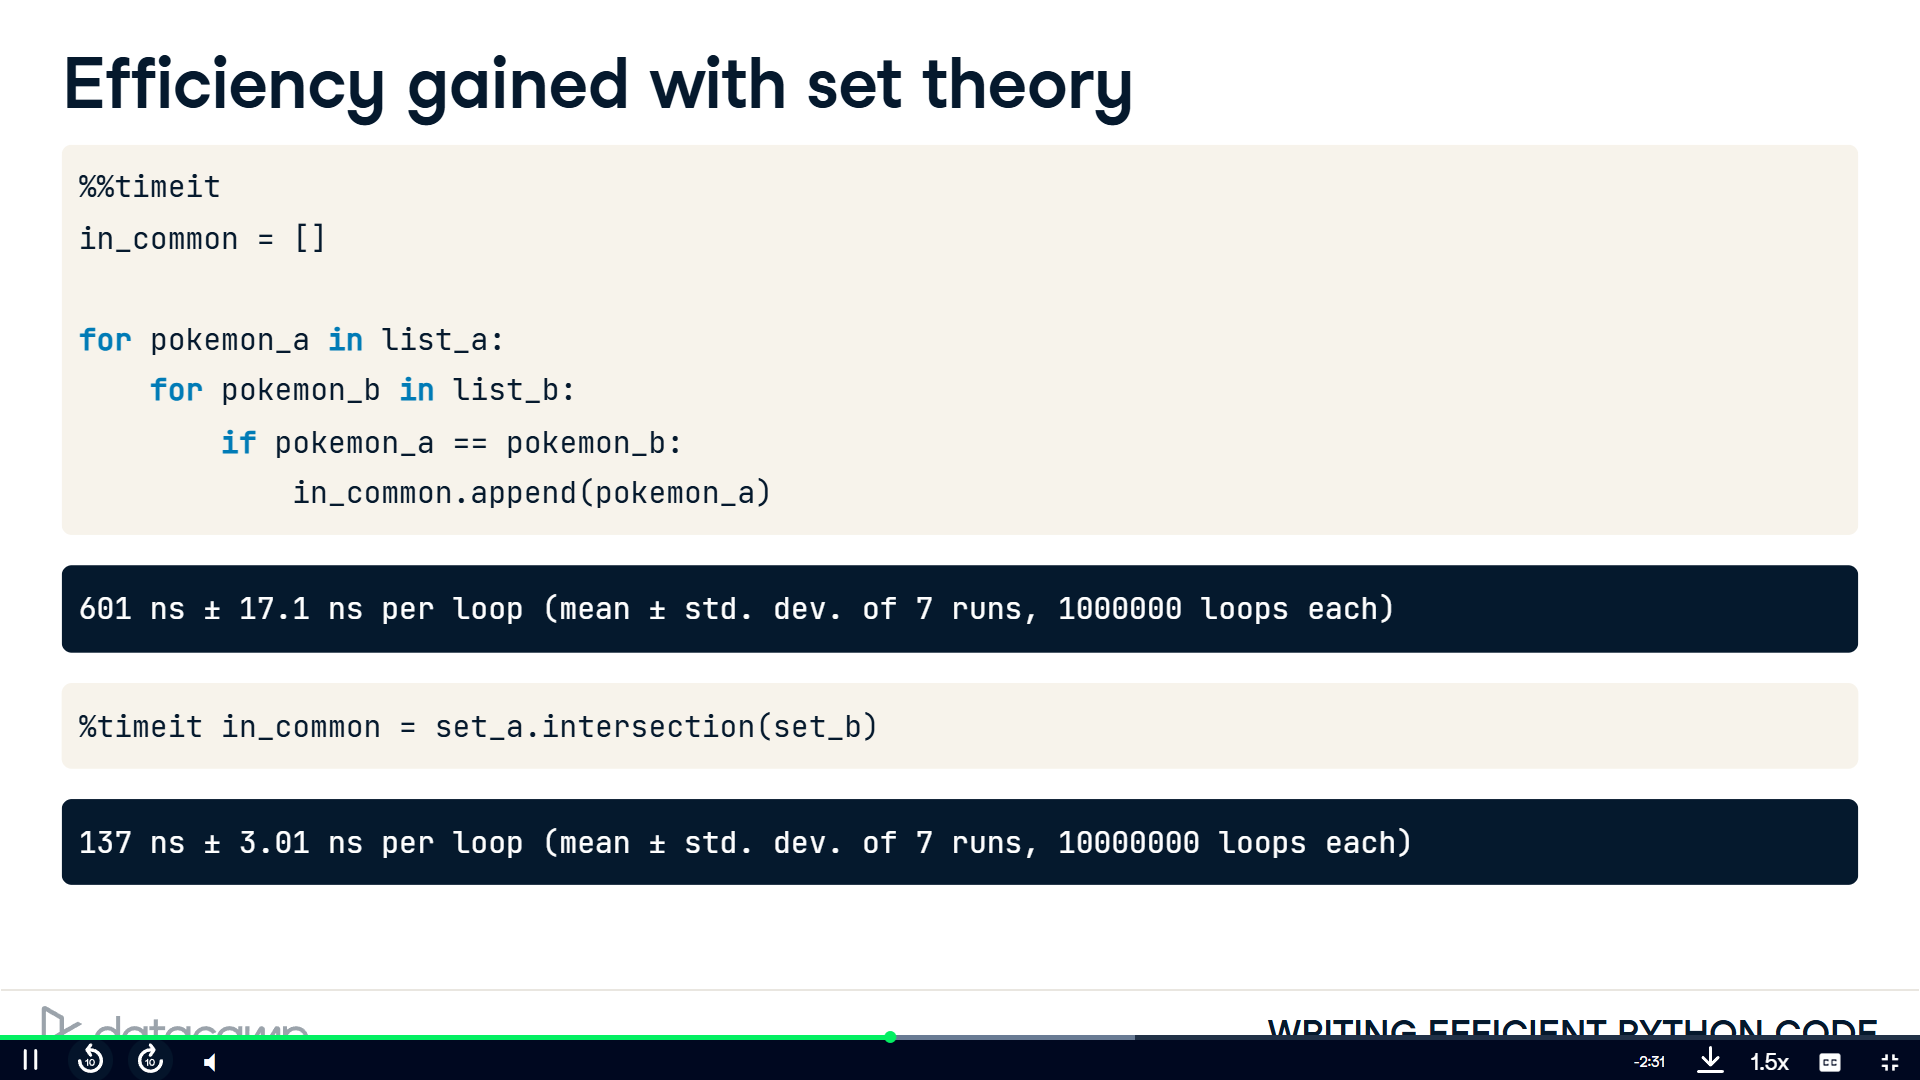 Efficiency gained with set theory
%%timeit
in_common = []
for pokemon_a in list_a:
    for pokemon_b in list_b:
        if pokemon_a == pokemon_b:
            in_common.append(pokemon_a)
601 ns ± 17.1 ns per loop (mean ± std. dev. of 7 runs, 1000000 loops each)
%timeit in_common = set_a.intersection(set_b)
137 ns ± 3.01 ns per loop (mean ± std. dev. of 7 runs, 10000000 loops each)
datacamp
WRITING EFFICIENT PYTHON CODE
10
10
-2:31
1.5x
CC